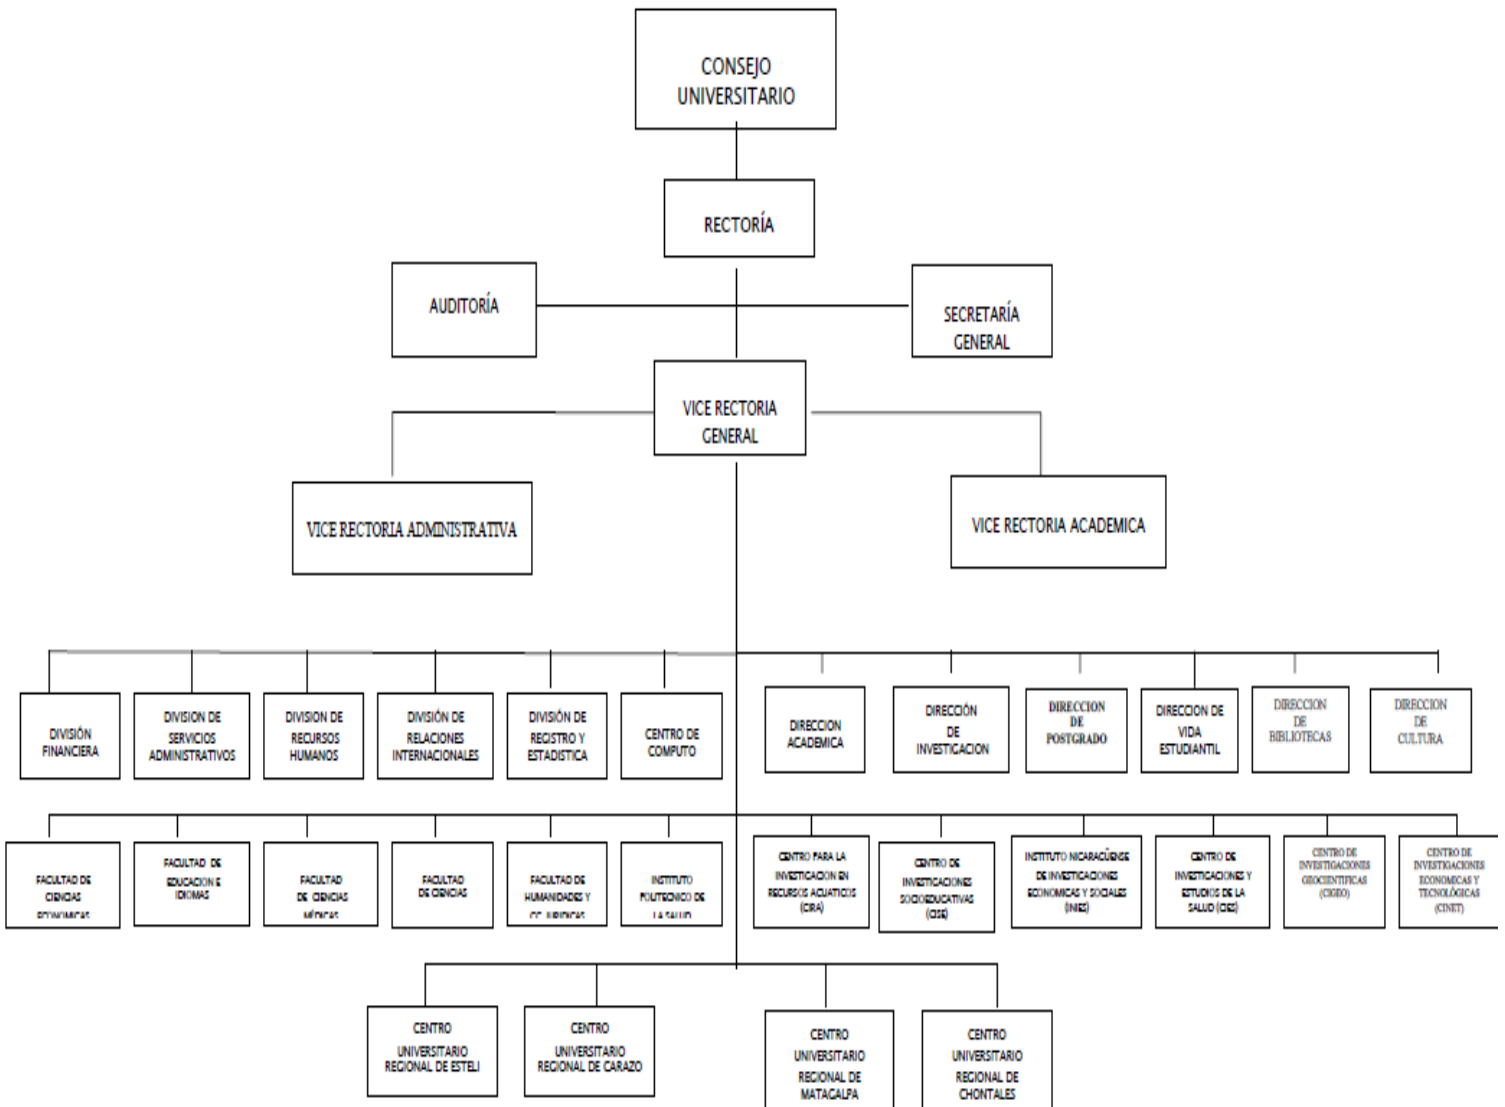 CONSEJO
UNIVERSITARIO
RECTORÍA
AUDITORÍA
SECRETARÍA
GENERAL
VICE RECTORIA
GENERAL
VICE RECTORIA ADMINISTRATIVA
VICE RECTORIA ACADEMICA
DIVISIÓN
FINANCIERA
DIVISION DE
SERVICIOS
ADMINISTRATIVOS
DIVISION DE
RECURSOS
HUMANOS
DIVISIÓN DE
RELACIONES
INTERNACIONALES
DIVISIÓN DE
REGISTRO Y
ESTADISTICA
CENTRO DE
COMPUTO
DIRECCION
ACADEMICA
DIRECCIÓN
DE
INVESTIGACION
DIRECCION
DE
POSTGRADO
DIRECCION DE
VIDA
ESTUDIANTIL
DIRECCION
DE
BIBLIOTECAS
DIRECCION
DE
CULTURA
FACULTAD DE
CIENCIAS
ECONOMICAS
FACULTAD DE
EDUCACION E
IDIOMAS
FACULTAD
DE CIENCIAS
MÉDICAS
FACULTAD
DE CIENCIAS
FACULTAD DE
HUMANIDADES Y
CC. JURIDICAS
INSTITUTO
POLITECNICO DE
LA SALUD
CENTRO PARA LA
INVESTIGACION EN
RECURSOS ACUATICOS
(CIRA)
CENTRO DE
INVESTIGACIONES
SOCIOEDUCATIVAS
(CISE)
INSTITUTO NICARAGÜENSE
DE INVESTIGACIONES
ECONOMICAS Y SOCIALES
(INIES)
CENTRO DE
INVESTIGACIONES Y
ESTUDIOS DE LA
SALUD (CIES)
CENTRO DE
INVESTIGACIONES
GEOCIENTIFICAS
(CIGEO)
CENTRO DE
INVESTIGACIONES
ECONOMICAS Y
TECNOLÓGICAS
(CINET)
CENTRO
UNIVERSITARIO
REGIONAL DE ESTELI
CENTRO
UNIVERSITARIO
REGIONAL DE CARAZO
CENTRO
UNIVERSITARIO
REGIONAL DE
MATAGALPA
CENTRO
UNIVERSITARIO
REGIONAL DE
CHONTALES